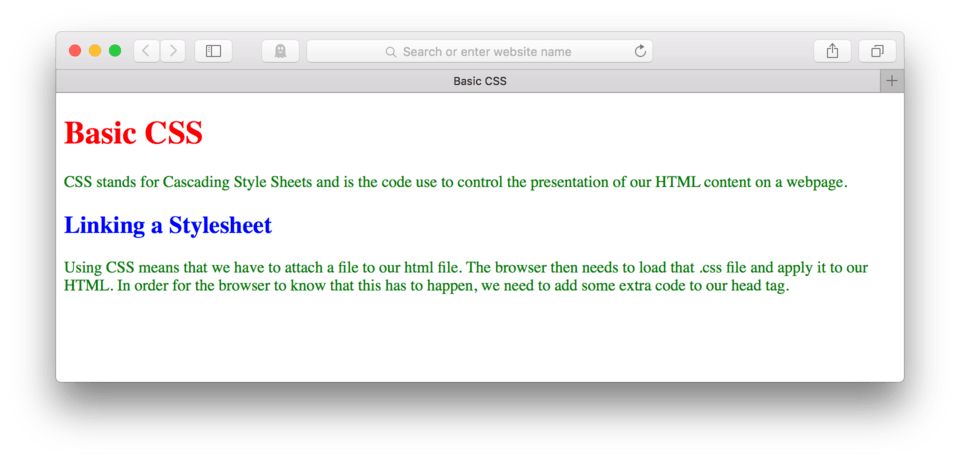 Search or enter website name
Basic CSS
Basic CSS
CSS stands for Cascading Style Sheets and is the code use to control the presentation of our HTML content on a webpage.
Linking a Stylesheet
Using CSS means that we have to attach a file to our html file. The browser then needs to load that .css file and apply it to our
HTML. In order for the browser to know that this has to happen, we need to add some extra code to our head tag.